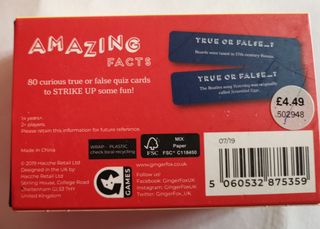 AMAZING
FACTS
80 curious true or false quiz cards
to STRIKE UP some fun!
TRUE OR FALSE...?
Beards were taxed in 17th century Russia.
TRUE OR FALSE...?
The Beatles song Yesterday was originally
called Scrambled Eggs.
£4.49
502948
14 years+.
2+ players.
Please retain this information for future reference.
Made in China
© 2019 Hacche Retail Ltd
Designed in the UK by
Hacche Retail Ltd
Stirling House, College Road
Cheltenham GL53 7HY
United Kingdom
GINGER FOX
GAMES
WRAP - PLASTIC
check local recycling
FSC
MIX
Paper
FSC® C118450
www.gingerfox.co.uk
Follow us!
Facebook GingerFoxUK
Instagram GingerFoxUK
Twitter GingerFoxUK
07/19
5 060532 875359